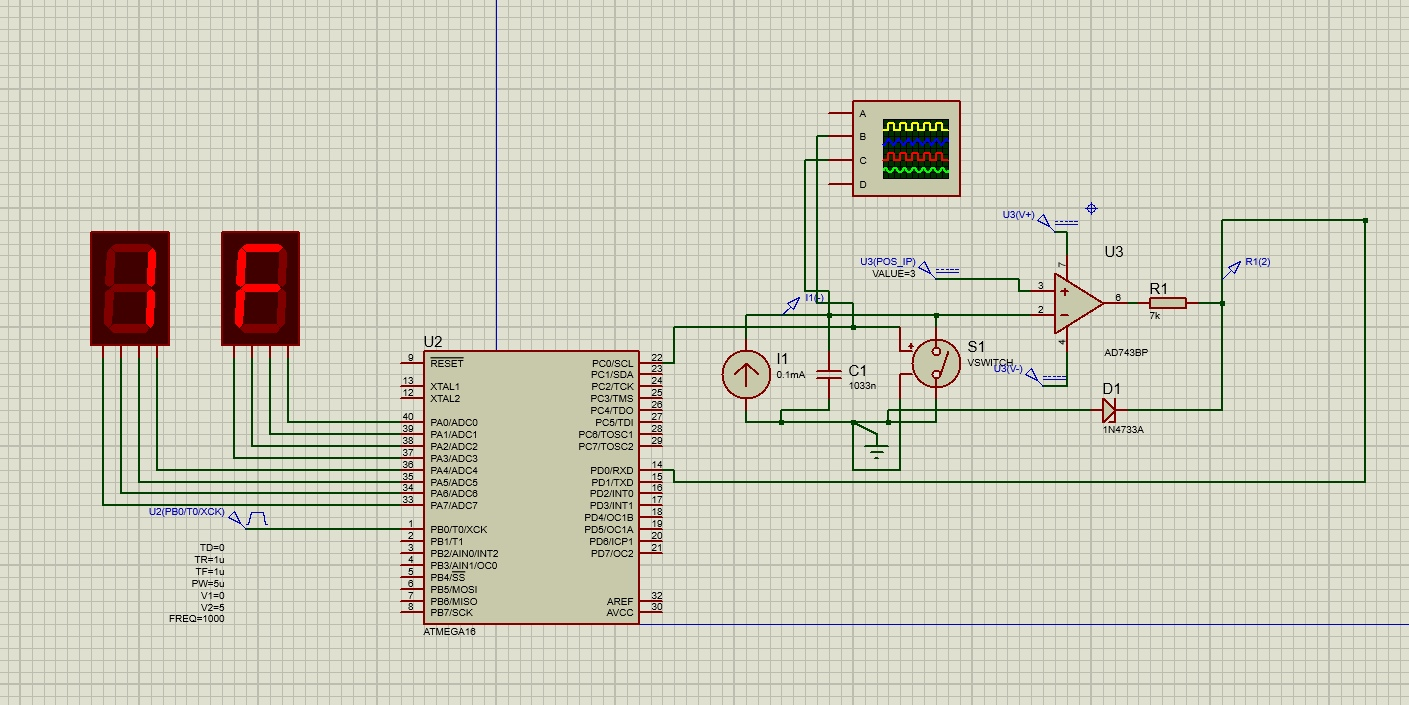 A
B
C
D
U3(V+)
U3
U3(POS_IP)
VALUE=3
R1(2)
7
3
2
6
4
R1
7k
I1(-)
AD743BP
U3(V-)
S1
VSWITCH
I1
0.1mA
C1
1033n
D1
1N4733A
U2
9 RESET
13 XTAL1
12 XTAL2
40 PA0/ADC0
39 PA1/ADC1
38 PA2/ADC2
37 PA3/ADC3
36 PA4/ADC4
35 PA5/ADC5
34 PA6/ADC6
33 PA7/ADC7
1 PB0/T0/XCK
2 PB1/T1
3 PB2/AIN0/INT2
4 PB3/AIN1/OC0
5 PB4/SS
6 PB5/MOSI
7 PB6/MISO
8 PB7/SCK
PC0/SCL 22
PC1/SDA 23
PC2/TCK 24
PC3/TMS 25
PC4/TDO 26
PC5/TDI 27
PC6/TOSC1 28
PC7/TOSC2 29
PD0/RXD 14
PD1/TXD 15
PD2/INT0 16
PD3/INT1 17
PD4/OC1B 18
PD5/OC1A 19
PD6/ICP1 20
PD7/OC2 21
AREF 32
AVCC 30
ATMEGA16
1F
U2(PB0/T0/XCK)
TD=0
TR=1u
TF=1u
PW=5u
V1=0
V2=5
FREQ=1000